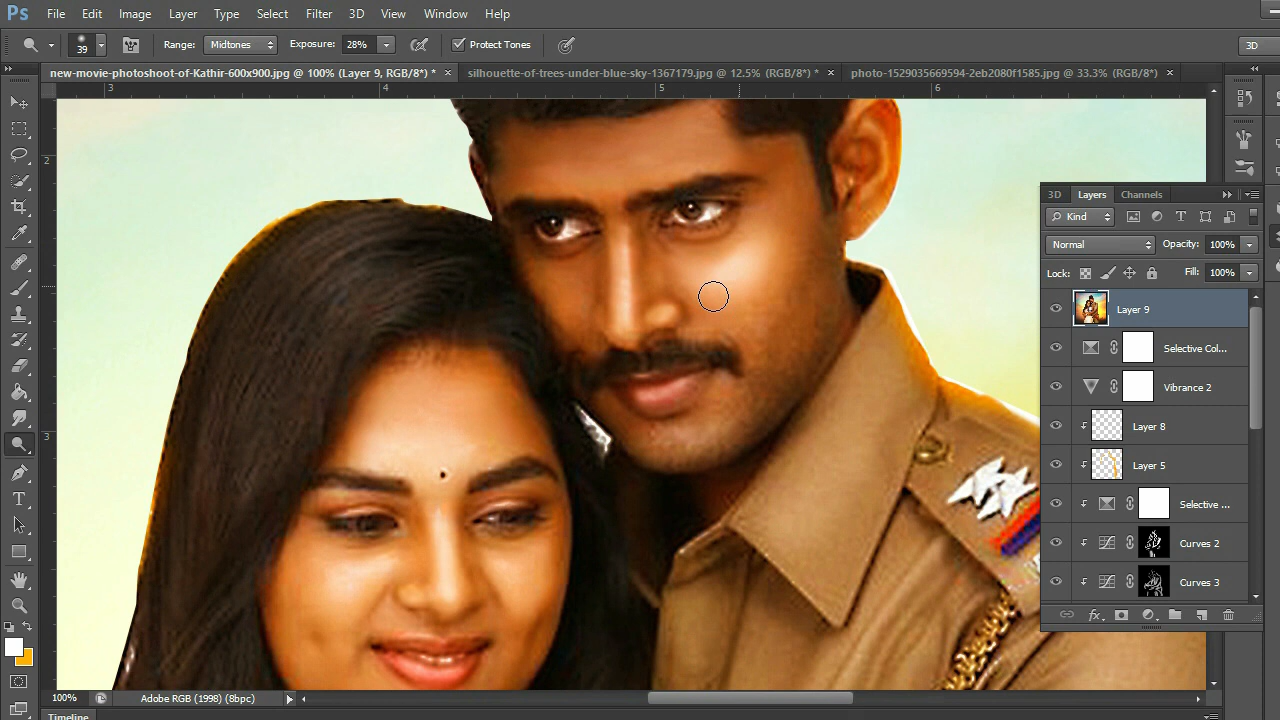 Ps File Edit Image Layer Type Select Filter 3D View Window Help
39 Range: Midtones Exposure: 28% Protect Tones 3D
new-movie-photoshoot-of-Kathir-600x900.jpg @ 100% (Layer 9, RGB/8*) * × silhouette-of-trees-under-blue-sky-1367179.jpg @ 12.5% (RGB/8*) * × photo-1529035669594-2eb2080f1585.jpg @ 33.3% (RGB/8*) ×
3 4 5 6
2
3
3D Layers Channels
Kind
Normal Opacity: 100%
Lock: Fill: 100%
Layer 9
Selective Col...
Vibrance 2
Layer 8
Layer 5
Selective ...
Curves 2
Curves 3
fx
100% Adobe RGB (1998) (8bpc)
Timeline